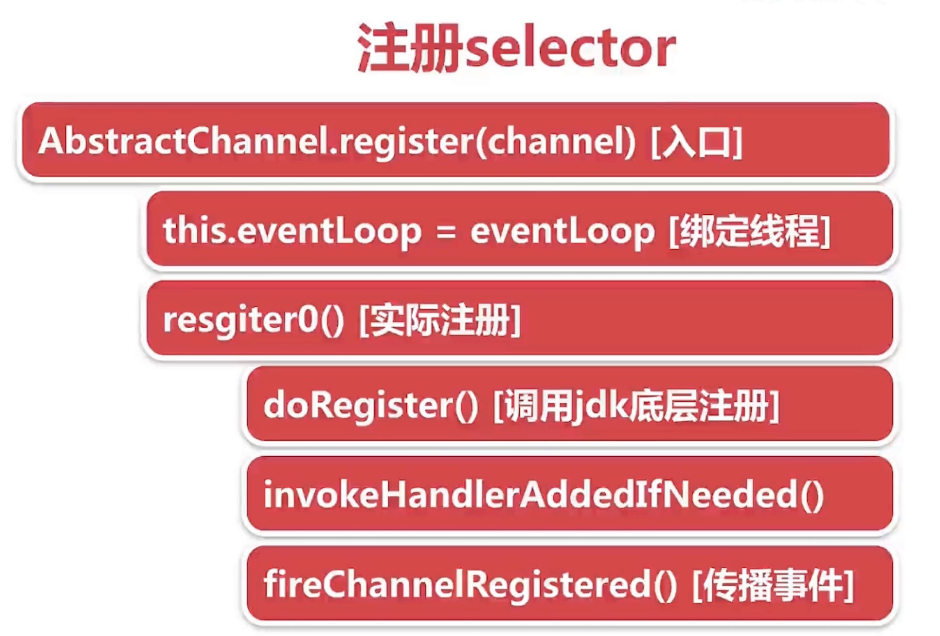 注册selector
AbstractChannel.register(channel) [入口]
this.eventLoop = eventLoop [绑定线程]
resgiter0() [实际注册]
doRegister() [调用jdk底层注册]
invokeHandlerAddedIfNeeded()
fireChannelRegistered() [传播事件]